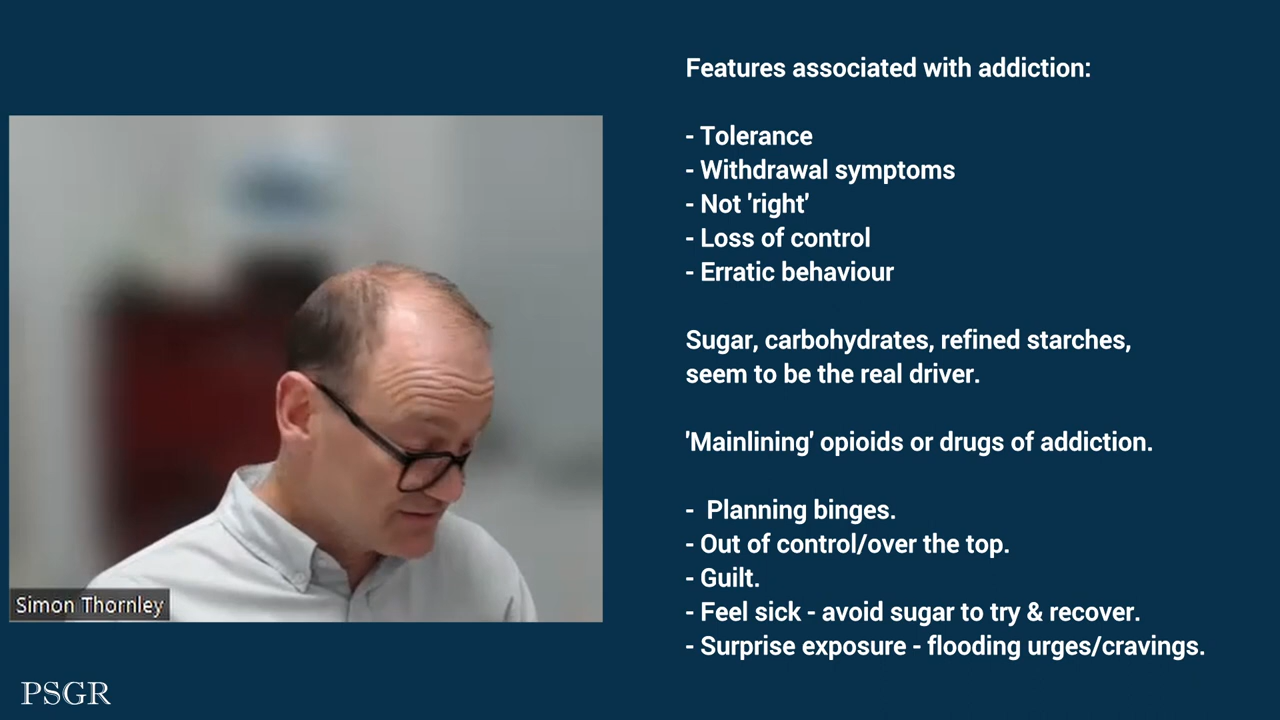 Features associated with addiction:
- Tolerance
- Withdrawal symptoms
- Not 'right'
- Loss of control
- Erratic behaviour
Sugar, carbohydrates, refined starches,
seem to be the real driver.
'Mainlining' opioids or drugs of addiction.
- Planning binges.
- Out of control/over the top.
- Guilt.
- Feel sick - avoid sugar to try & recover.
- Surprise exposure - flooding urges/cravings.
Simon Thornley
PSGR